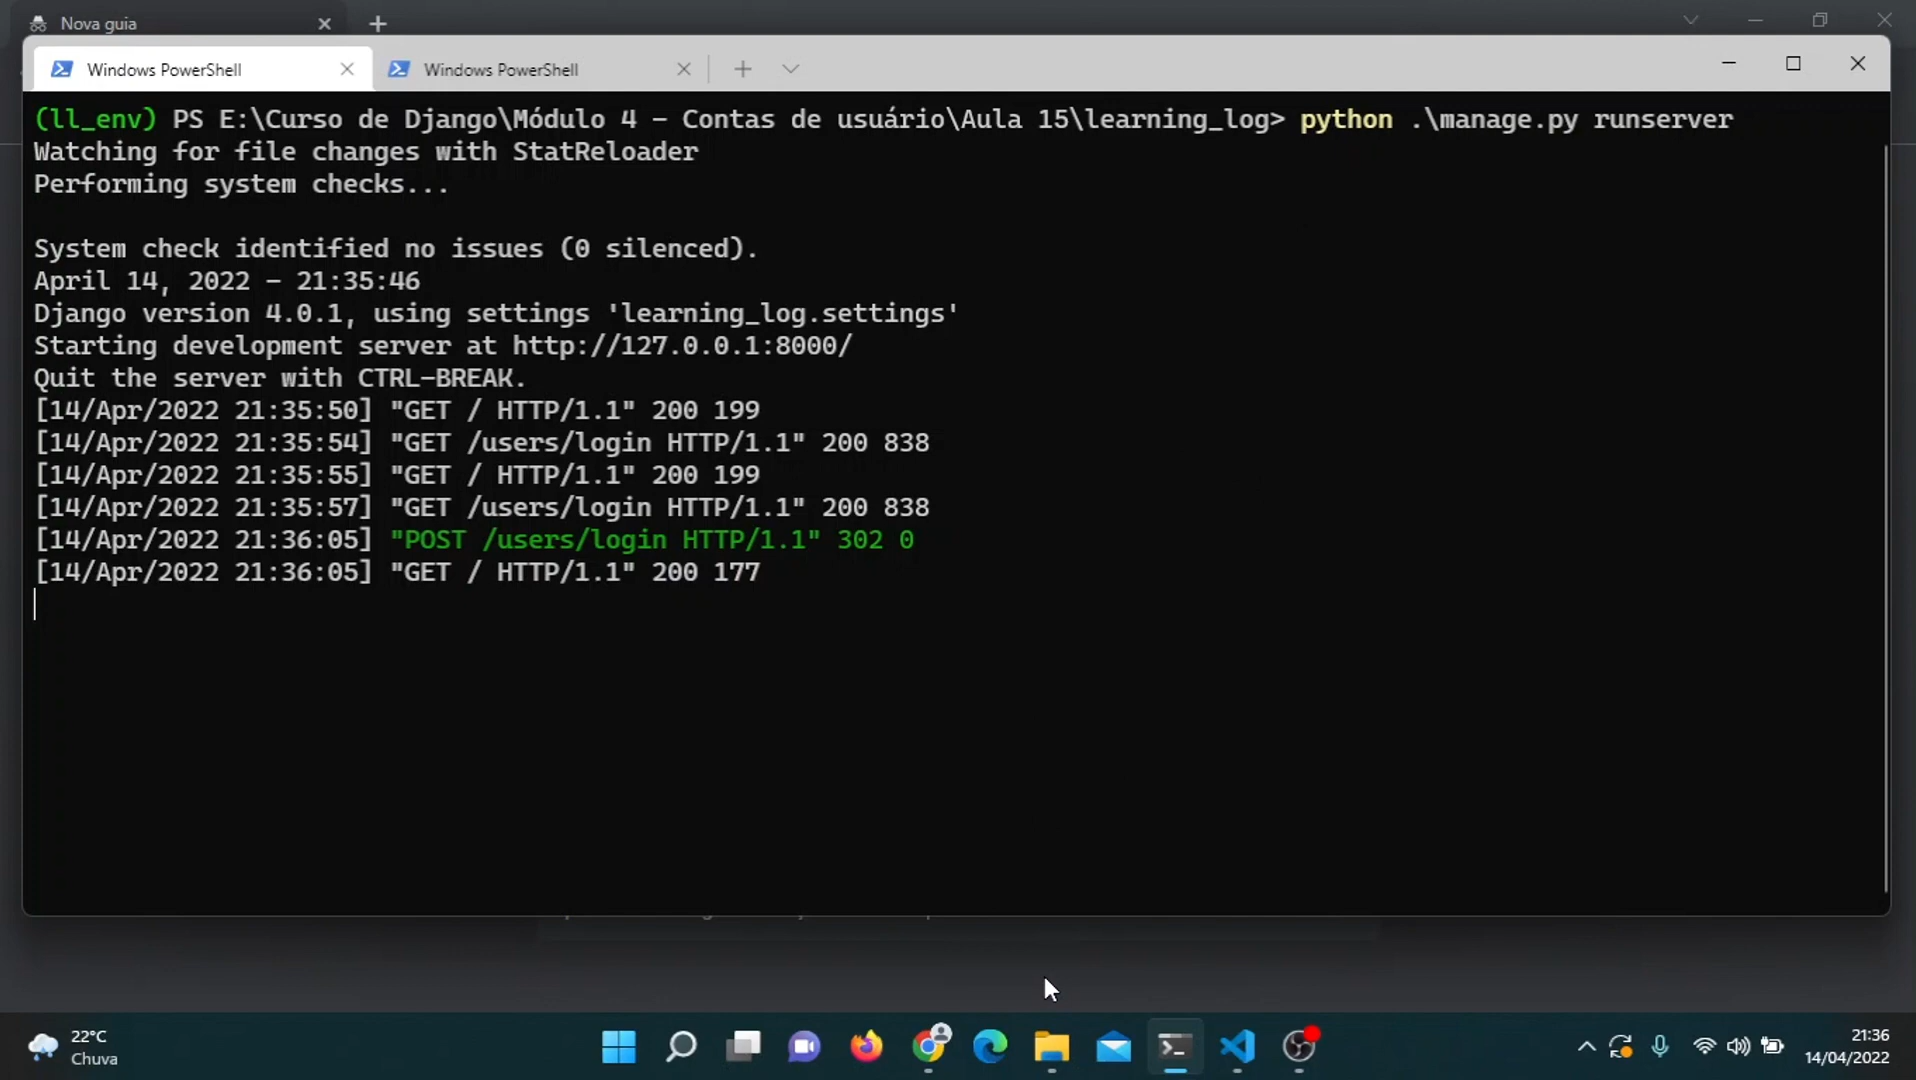 Nova guia
Windows PowerShell
Windows PowerShell
(ll_env) PS E:\Curso de Django\Módulo 4 - Contas de usuário\Aula 15\learning_log> python .\manage.py runserver
Watching for file changes with StatReloader
Performing system checks...
System check identified no issues (0 silenced).
April 14, 2022 - 21:35:46
Django version 4.0.1, using settings 'learning_log.settings'
Starting development server at http://127.0.0.1:8000/
Quit the server with CTRL-BREAK.
[14/Apr/2022 21:35:50] "GET / HTTP/1.1" 200 199
[14/Apr/2022 21:35:54] "GET /users/login HTTP/1.1" 200 838
[14/Apr/2022 21:35:55] "GET / HTTP/1.1" 200 199
[14/Apr/2022 21:35:57] "GET /users/login HTTP/1.1" 200 838
[14/Apr/2022 21:36:05] "POST /users/login HTTP/1.1" 302 0
[14/Apr/2022 21:36:05] "GET / HTTP/1.1" 200 177
22°C
Chuva
21:36
14/04/2022